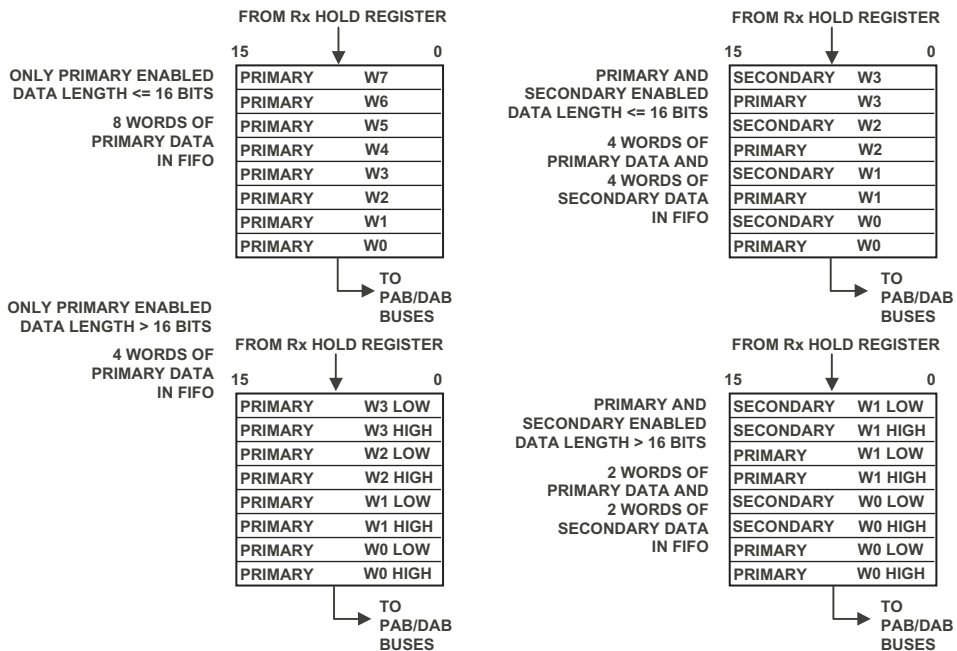 FROM Rx HOLD REGISTER
15 0
ONLY PRIMARY ENABLED
DATA LENGTH <= 16 BITS
8 WORDS OF
PRIMARY DATA
IN FIFO
PRIMARY W7
PRIMARY W6
PRIMARY W5
PRIMARY W4
PRIMARY W3
PRIMARY W2
PRIMARY W1
PRIMARY W0
TO
PAB/DAB
BUSES
FROM Rx HOLD REGISTER
15 0
PRIMARY AND
SECONDARY ENABLED
DATA LENGTH <= 16 BITS
4 WORDS OF
PRIMARY DATA AND
4 WORDS OF
SECONDARY DATA
IN FIFO
SECONDARY W3
PRIMARY W3
SECONDARY W2
PRIMARY W2
SECONDARY W1
PRIMARY W1
SECONDARY W0
PRIMARY W0
TO
PAB/DAB
BUSES
ONLY PRIMARY ENABLED
DATA LENGTH > 16 BITS
4 WORDS OF
PRIMARY DATA
IN FIFO
FROM Rx HOLD REGISTER
15 0
PRIMARY W3 LOW
PRIMARY W3 HIGH
PRIMARY W2 LOW
PRIMARY W2 HIGH
PRIMARY W1 LOW
PRIMARY W1 HIGH
PRIMARY W0 LOW
PRIMARY W0 HIGH
TO
PAB/DAB
BUSES
FROM Rx HOLD REGISTER
15 0
PRIMARY AND
SECONDARY ENABLED
DATA LENGTH > 16 BITS
2 WORDS OF
PRIMARY DATA AND
2 WORDS OF
SECONDARY DATA
IN FIFO
SECONDARY W1 LOW
SECONDARY W1 HIGH
PRIMARY W1 LOW
PRIMARY W1 HIGH
SECONDARY W0 LOW
SECONDARY W0 HIGH
PRIMARY W0 LOW
PRIMARY W0 HIGH
TO
PAB/DAB
BUSES